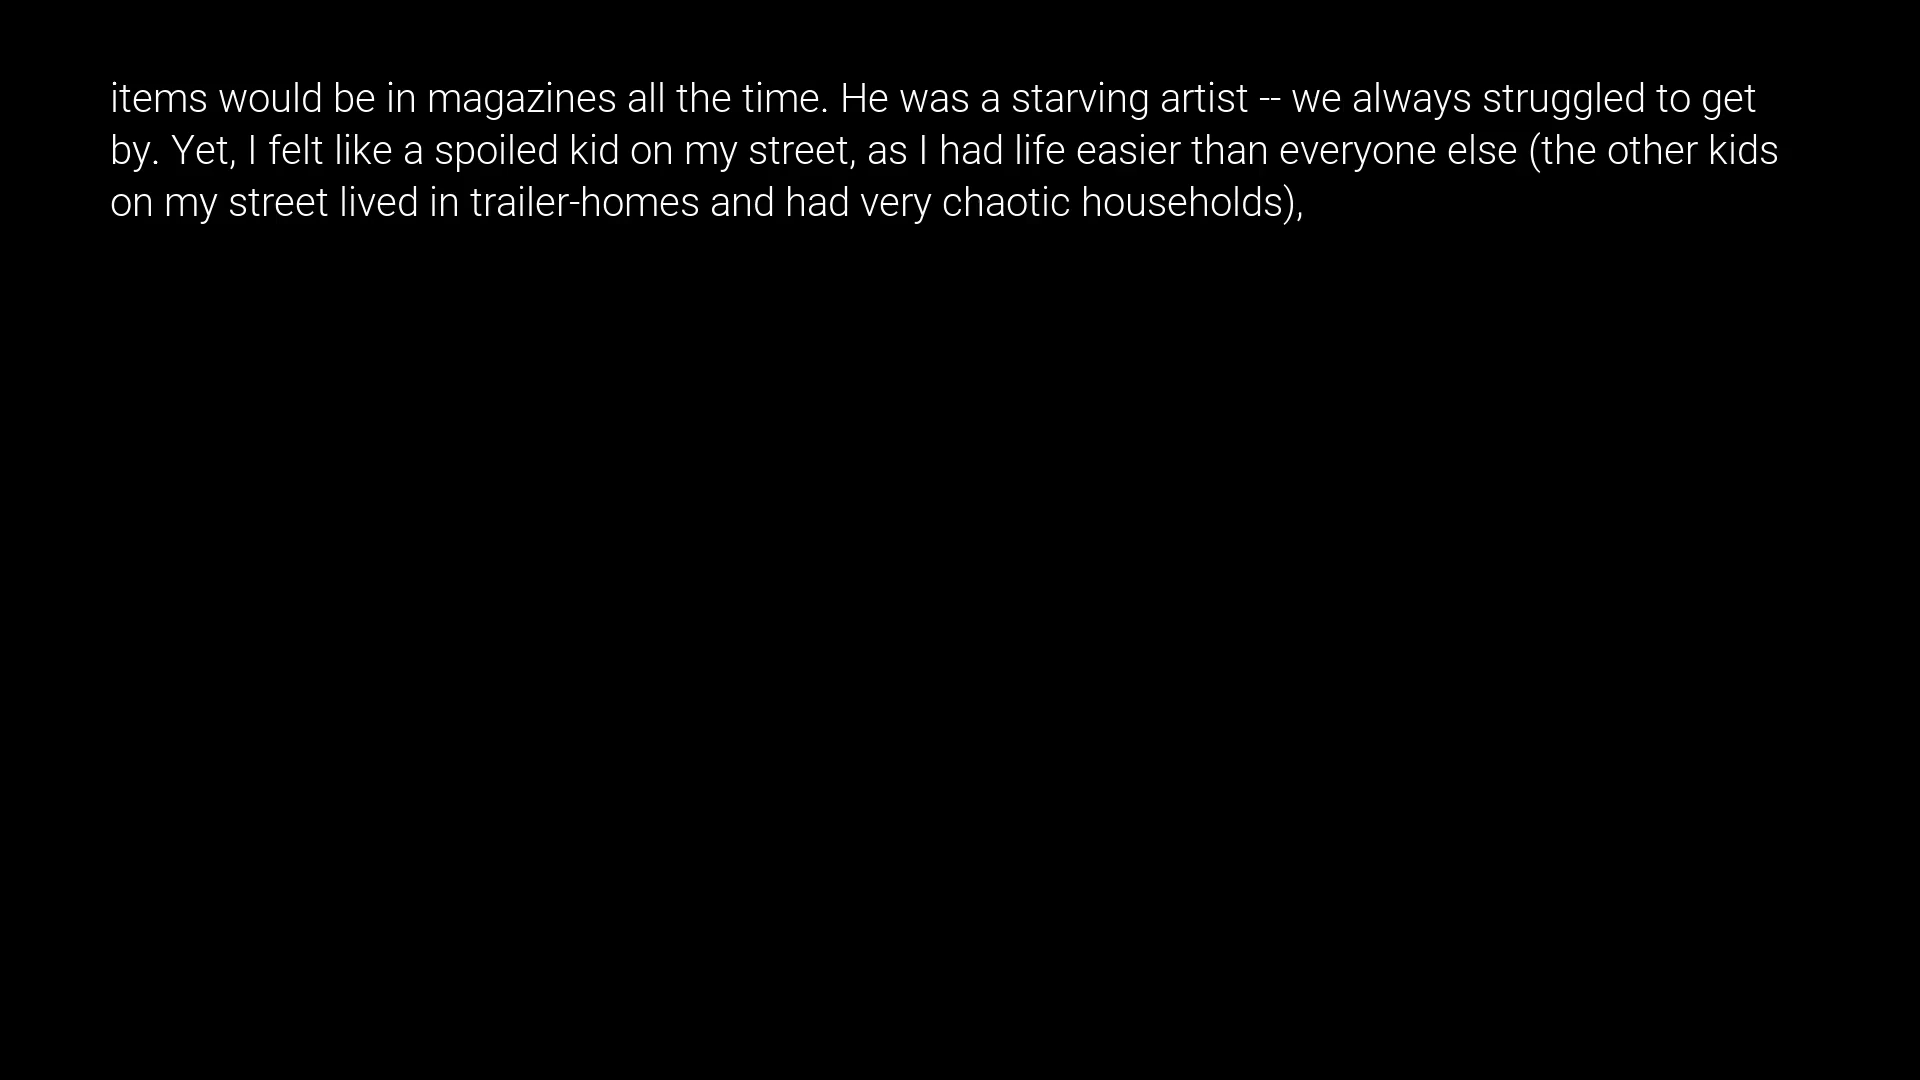 items would be in magazines all the time. He was a starving artist -- we always struggled to get
by. Yet, I felt like a spoiled kid on my street, as I had life easier than everyone else (the other kids
on my street lived in trailer-homes and had very chaotic households),